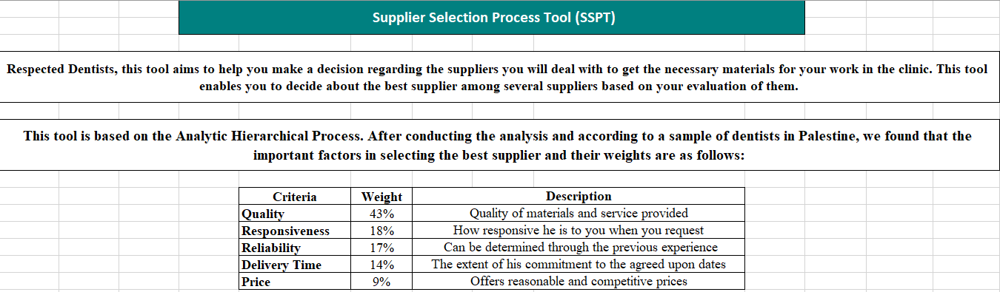 Supplier Selection Process Tool (SSPT)
Respected Dentists, this tool aims to help you make a decision regarding the suppliers you will deal with to get the necessary materials for your work in the clinic. This tool
enables you to decide about the best supplier among several suppliers based on your evaluation of them.
This tool is based on the Analytic Hierarchical Process. After conducting the analysis and according to a sample of dentists in Palestine, we found that the
important factors in selecting the best supplier and their weights are as follows:
Criteria Weight Description
Quality 43% Quality of materials and service provided
Responsiveness 18% How responsive he is to you when you request
Reliability 17% Can be determined through the previous experience
Delivery Time 14% The extent of his commitment to the agreed upon dates
Price 9% Offers reasonable and competitive prices